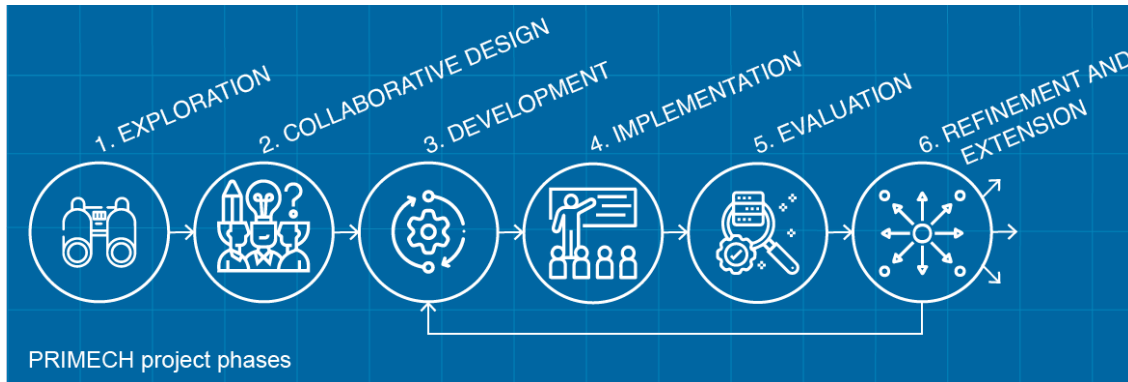 1. EXPLORATION
2. COLLABORATIVE DESIGN
3. DEVELOPMENT
4. IMPLEMENTATION
5. EVALUATION
6. REFINEMENT AND
EXTENSION
?
PRIMECH project phases